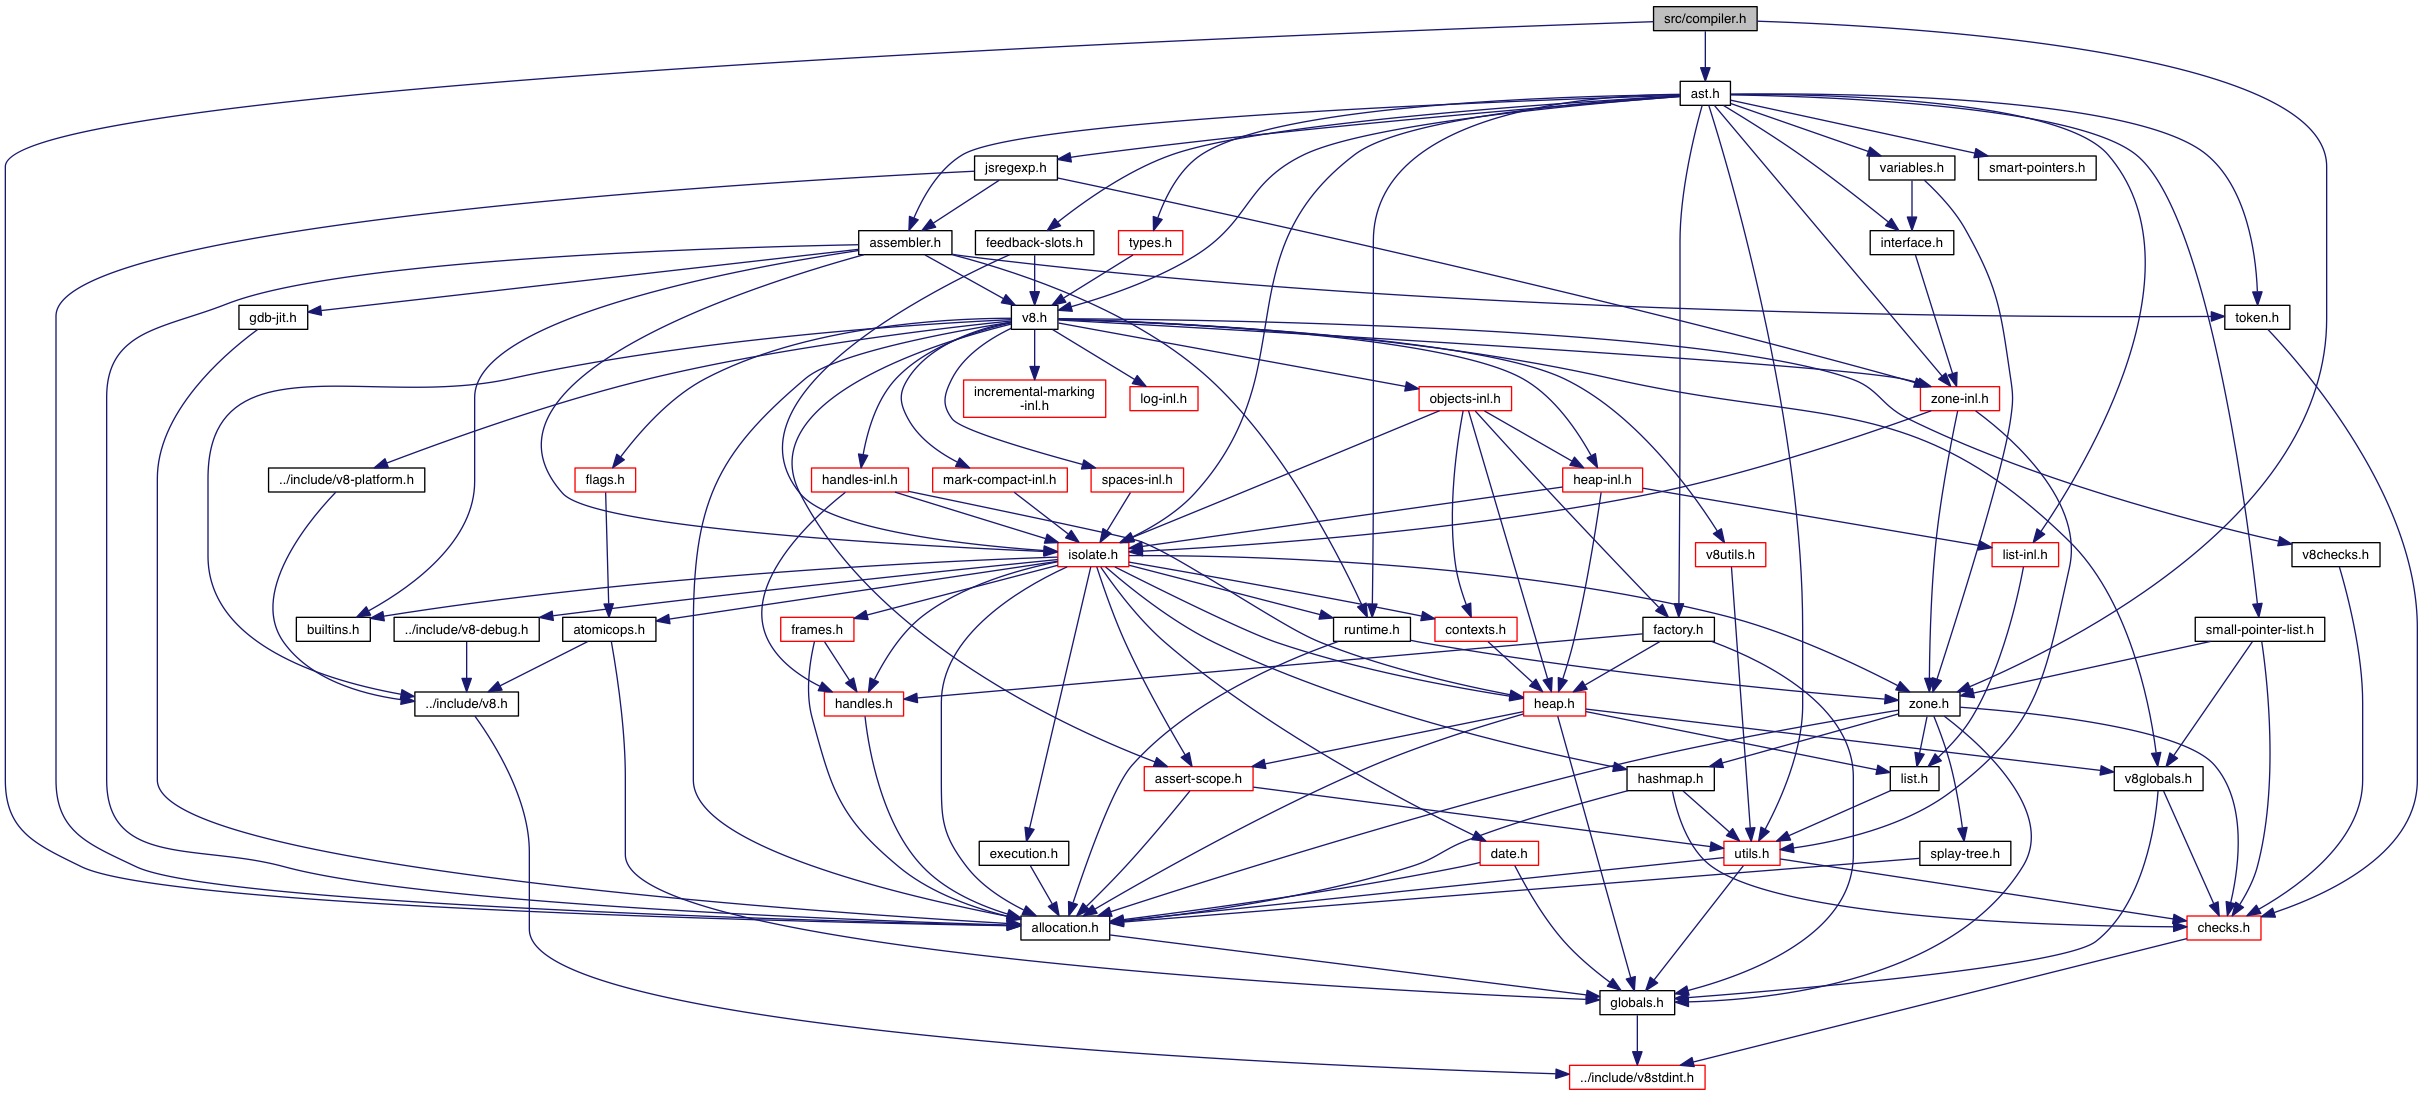 src/compiler.h
ast.h
jsregexp.h
variables.h
smart-pointers.h
assembler.h
feedback-slots.h
types.h
interface.h
gdb-jit.h
v8.h
token.h
incremental-marking
-inl.h
log-inl.h
objects-inl.h
zone-inl.h
../include/v8-platform.h
flags.h
handles-inl.h
mark-compact-inl.h
spaces-inl.h
heap-inl.h
isolate.h
v8utils.h
list-inl.h
v8checks.h
builtins.h
../include/v8-debug.h
atomicops.h
frames.h
runtime.h
contexts.h
factory.h
small-pointer-list.h
../include/v8.h
handles.h
heap.h
zone.h
assert-scope.h
hashmap.h
list.h
v8globals.h
execution.h
date.h
utils.h
splay-tree.h
allocation.h
checks.h
globals.h
../include/v8stdint.h